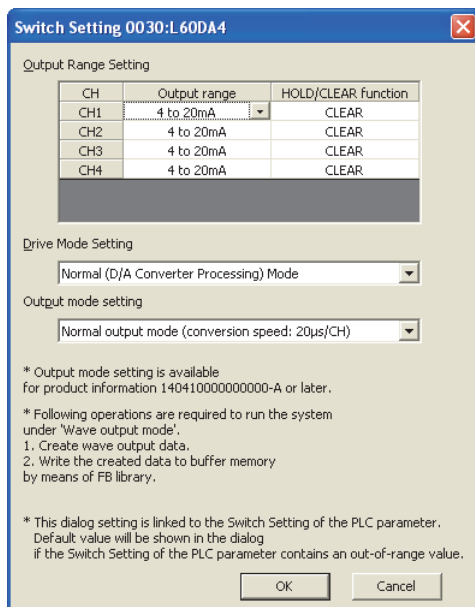 Switch Setting 0030:L60DA4
Output Range Setting
CH Output range HOLD/CLEAR function
CH1 4 to 20mA CLEAR
CH2 4 to 20mA CLEAR
CH3 4 to 20mA CLEAR
CH4 4 to 20mA CLEAR
Drive Mode Setting
Normal (D/A Converter Processing) Mode
Output mode setting
Normal output mode (conversion speed: 20µs/CH)
* Output mode setting is available
for product information 140410000000000-A or later.
* Following operations are required to run the system
under 'Wave output mode'.
1. Create wave output data.
2. Write the created data to buffer memory
by means of FB library.
* This dialog setting is linked to the Switch Setting of the PLC parameter.
Default value will be shown in the dialog
if the Switch Setting of the PLC parameter contains an out-of-range value.
OK Cancel